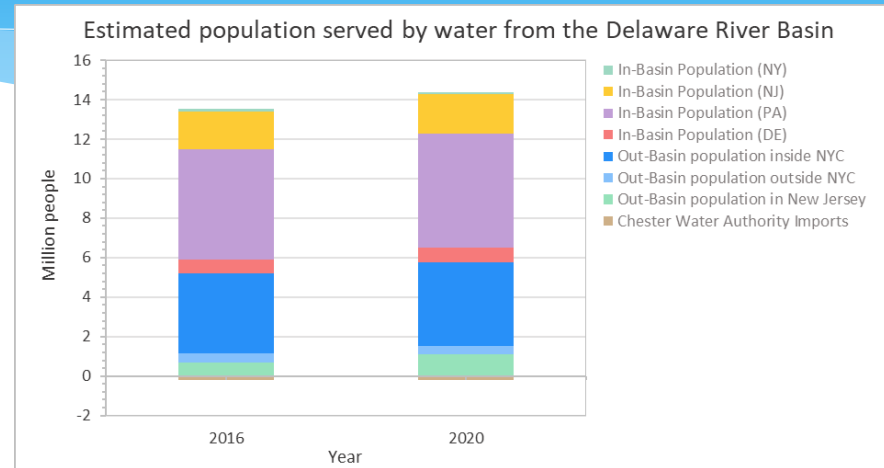 Estimated population served by water from the Delaware River Basin
16
14
12
10
8
6
4
2
0
-2
Million people
2016
2020
Year
In-Basin Population (NY)
In-Basin Population (NJ)
In-Basin Population (PA)
In-Basin Population (DE)
Out-Basin population inside NYC
Out-Basin population outside NYC
Out-Basin population in New Jersey
Chester Water Authority Imports